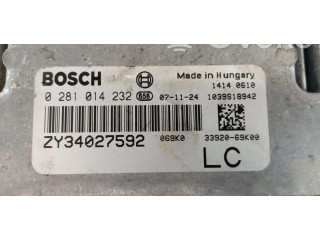 BOSCH
Made in Hungary
1414 0610
0 281 014 232 658 07-11-24 1039S18942
ZY34027592
069K0
33920-69K00
LC